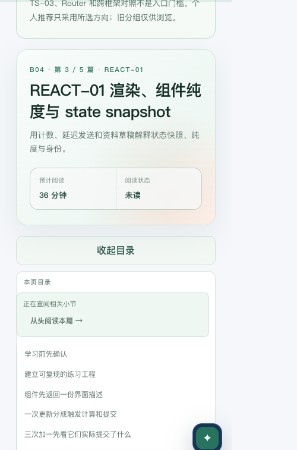 TS-03、Router 和跨框架对照不是入口门槛。个
人推荐只采用所选方向；旧分组仅供浏览。
B04 · 第 3 / 5 篇 · REACT-01
REACT-01 渲染、组件纯
度与 state snapshot
用计数、延迟发送和资料草稿解释状态快照、纯
度与身份。
预计阅读
阅读状态
36 分钟
未读
收起目录
本页目录
正在查阅相关小节
从头阅读本篇 →
学习前先确认
建立可复现的练习工程
组件先返回一份界面描述
一次更新分成触发计算和提交
三次加一先看它们实际提交了什么